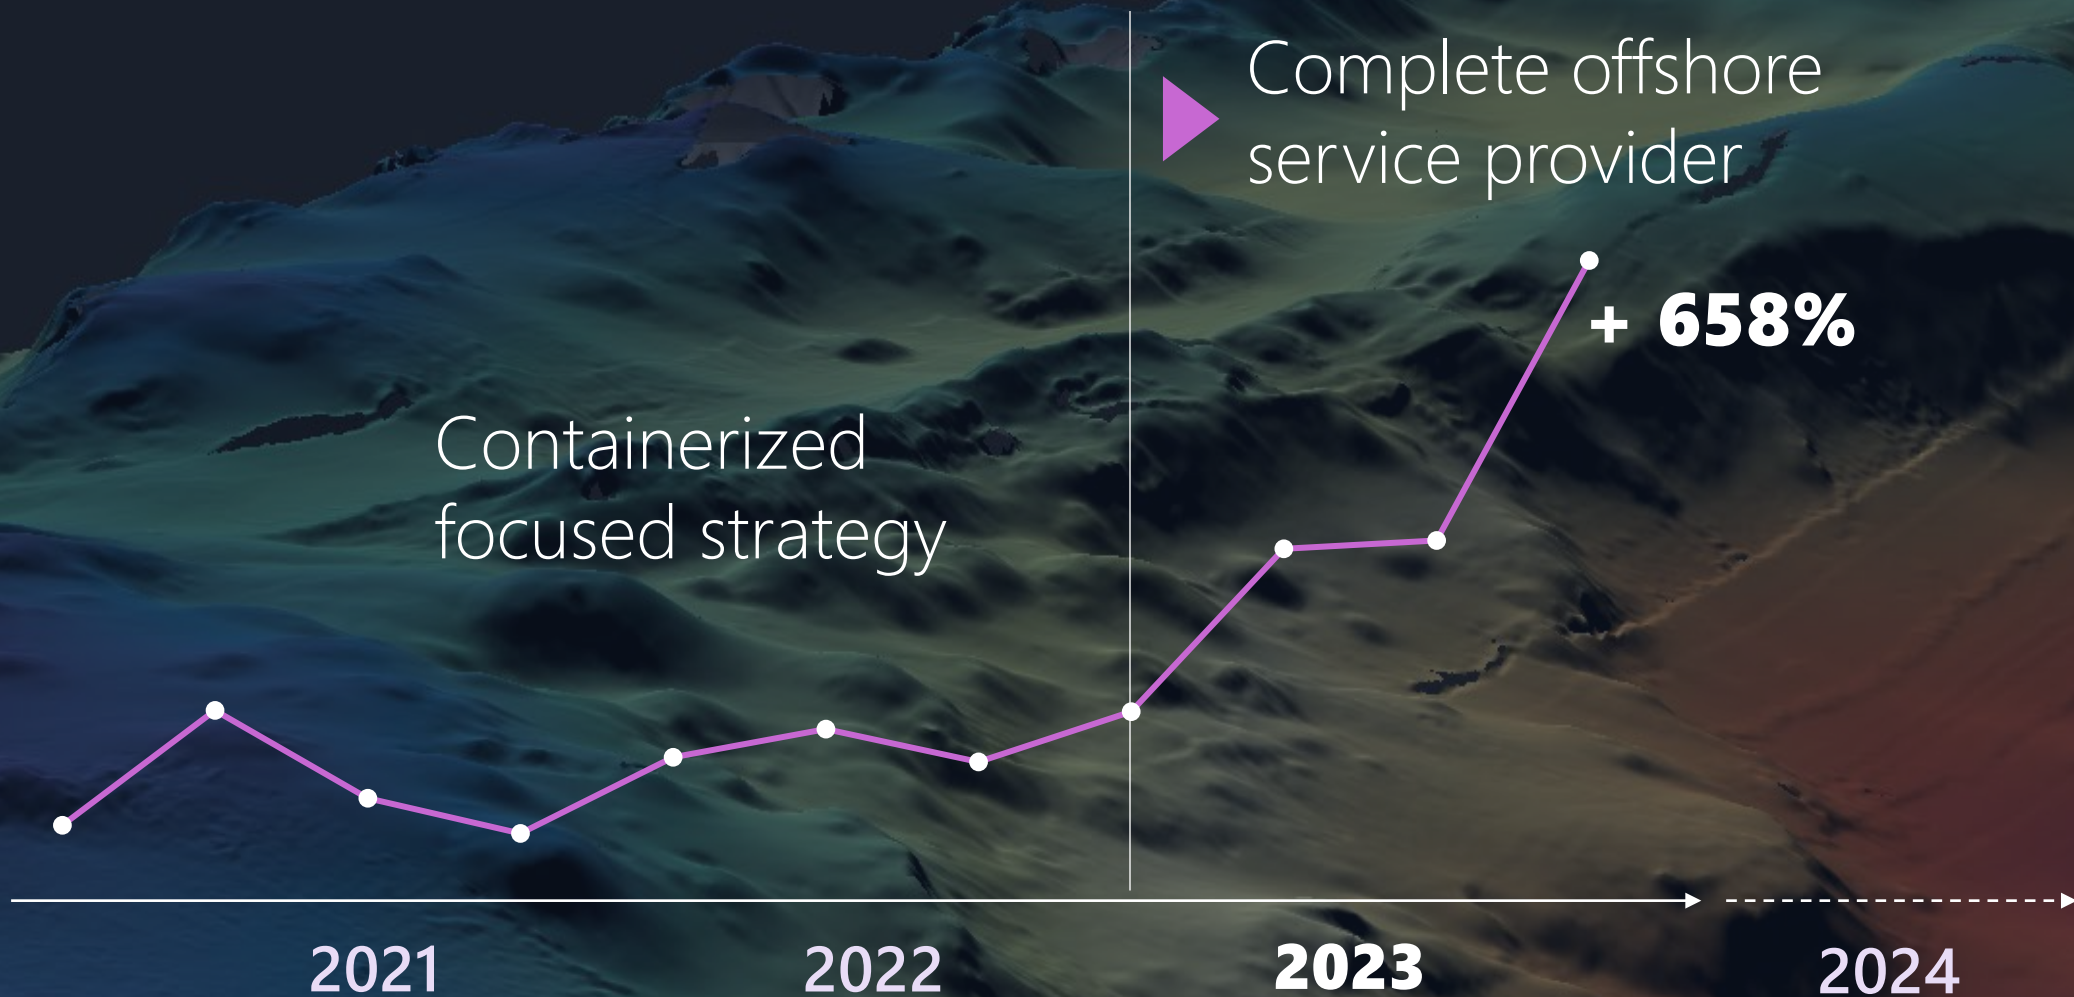 Complete offshore
service provider
+ 658%
Containerized
focused strategy
2021
2022
2023
2024